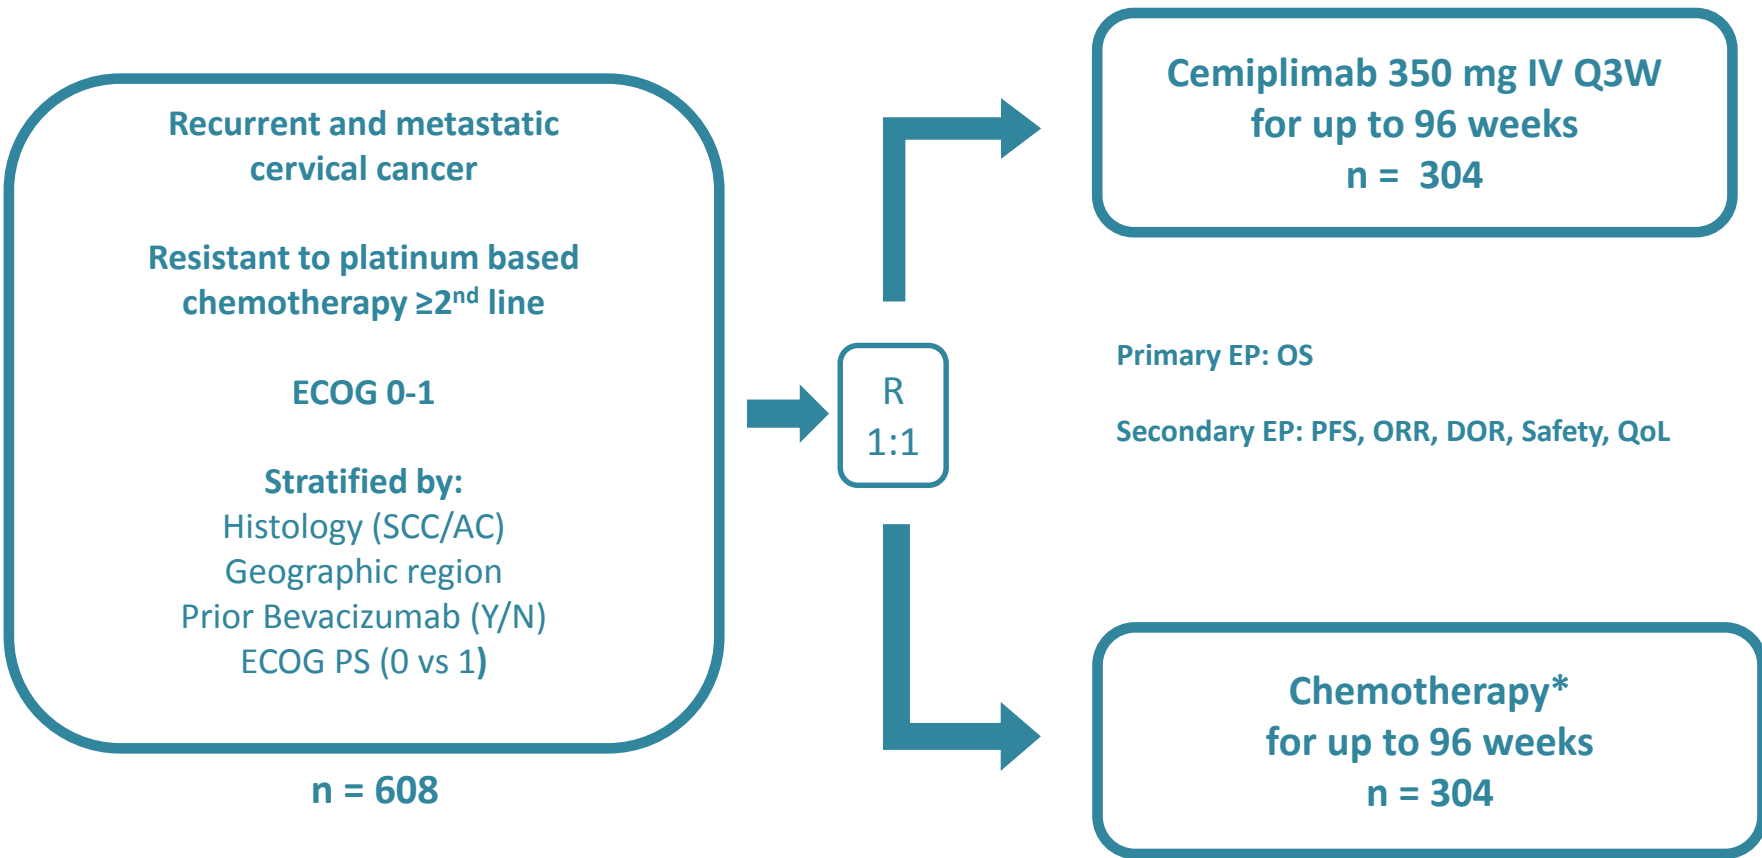 Recurrent and metastatic
cervical cancer
Resistant to platinum based
chemotherapy ≥2nd line
ECOG 0-1
Stratified by:
Histology (SCC/AC)
Geographic region
Prior Bevacizumab (Y/N)
ECOG PS (0 vs 1)
n = 608
R
1:1
Cemiplimab 350 mg IV Q3W
for up to 96 weeks
n = 304
Primary EP: OS
Secondary EP: PFS, ORR, DOR, Safety, QoL
Chemotherapy*
for up to 96 weeks
n = 304